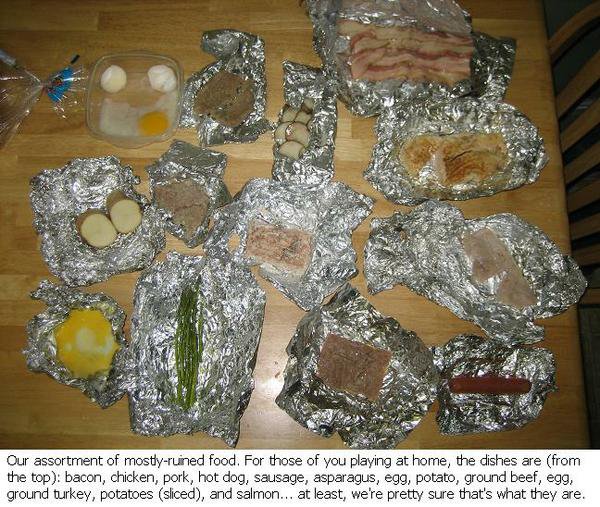 Our assortment of mostly-ruined food. For those of you playing at home, the dishes are (from
the top): bacon, chicken, pork, hot dog, sausage, asparagus, egg, potato, ground beef, egg,
ground turkey, potatoes (sliced), and salmon... at least, we're pretty sure that's what they are.